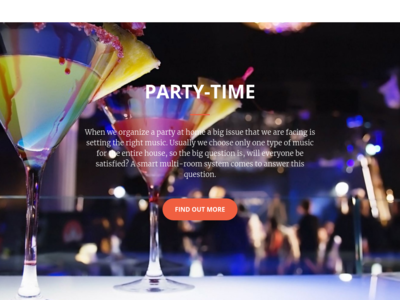 PARTY-TIME
When we organize a party at home a big issue that we are facing is
setting the right music. Usually we choose only one type of music
for the entire house, so the big question is, will everyone be
satisfied? A smart multi-room system comes to answer this
question.
FIND OUT MORE